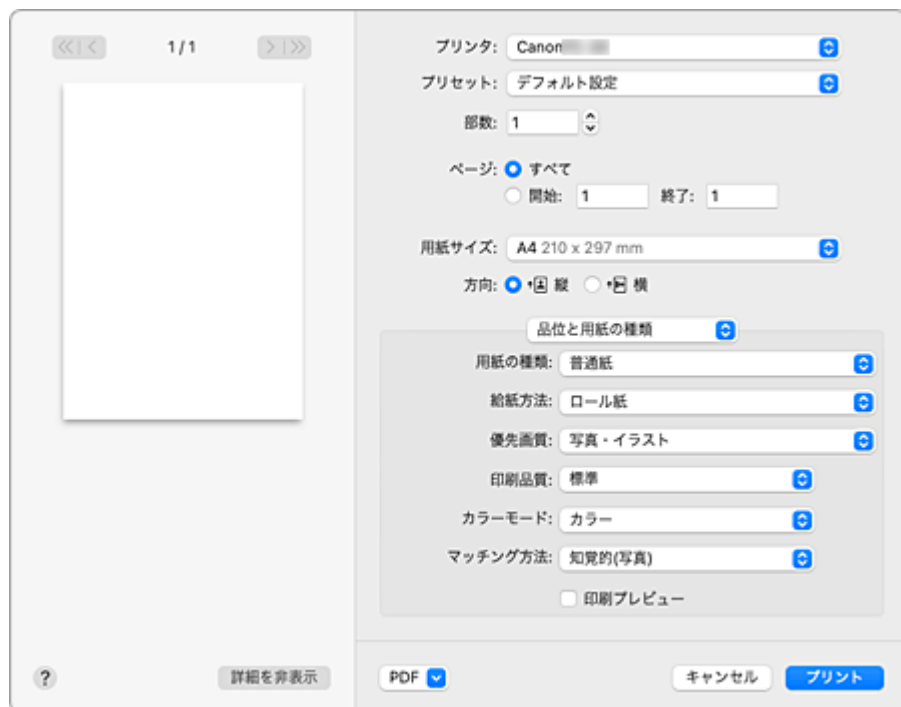 1 / 1
プリンタ: Canon
プリセット: デフォルト設定
部数: 1
ページ: すべて
開始: 1 終了: 1
用紙サイズ: A4 210 x 297 mm
方向: 縦 横
品位と用紙の種類
用紙の種類: 普通紙
給紙方法: ロール紙
優先画質: 写真・イラスト
印刷品質: 標準
カラーモード: カラー
マッチング方法: 知覚的(写真)
印刷プレビュー
? 詳細を非表示 PDF キャンセル プリント